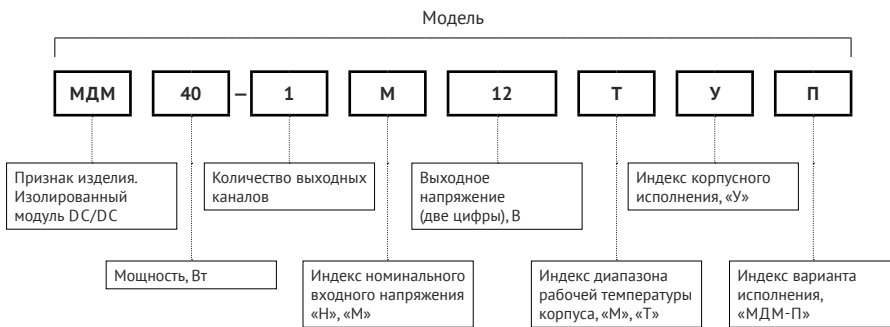 Модель
МДМ 40 – 1 М 12 Т У П
Признак изделия.
Изолированный
модуль DC/DC
Количество выходных
каналов
Выходное
напряжение
(две цифры), В
Индекс корпусного
исполнения, «У»
Мощность, Вт
Индекс номинального
входного напряжения
«Н», «М»
Индекс диапазона
рабочей температуры
корпуса, «М», «Т»
Индекс варианта
исполнения,
«МДМ-П»